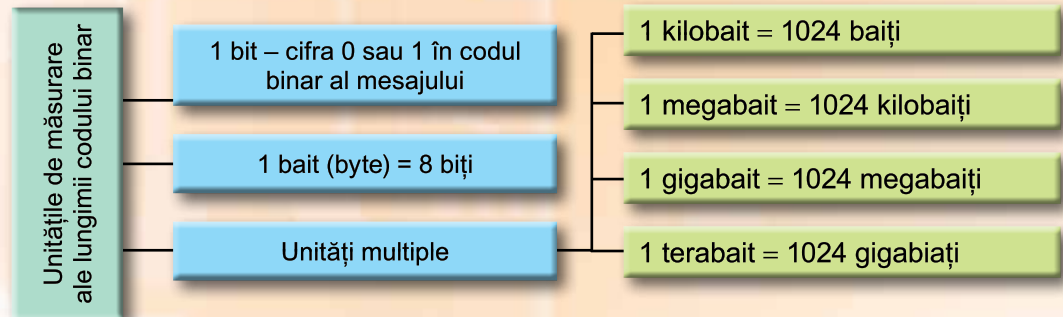 Unitățile de măsurare
ale lungimii codului binar
1 bit – cifra 0 sau 1 în codul
binar al mesajului
1 bait (byte) = 8 biți
Unități multiple
1 kilobait = 1024 baiți
1 megabait = 1024 kilobaiți
1 gigabait = 1024 megabaiți
1 terabait = 1024 gigabiați